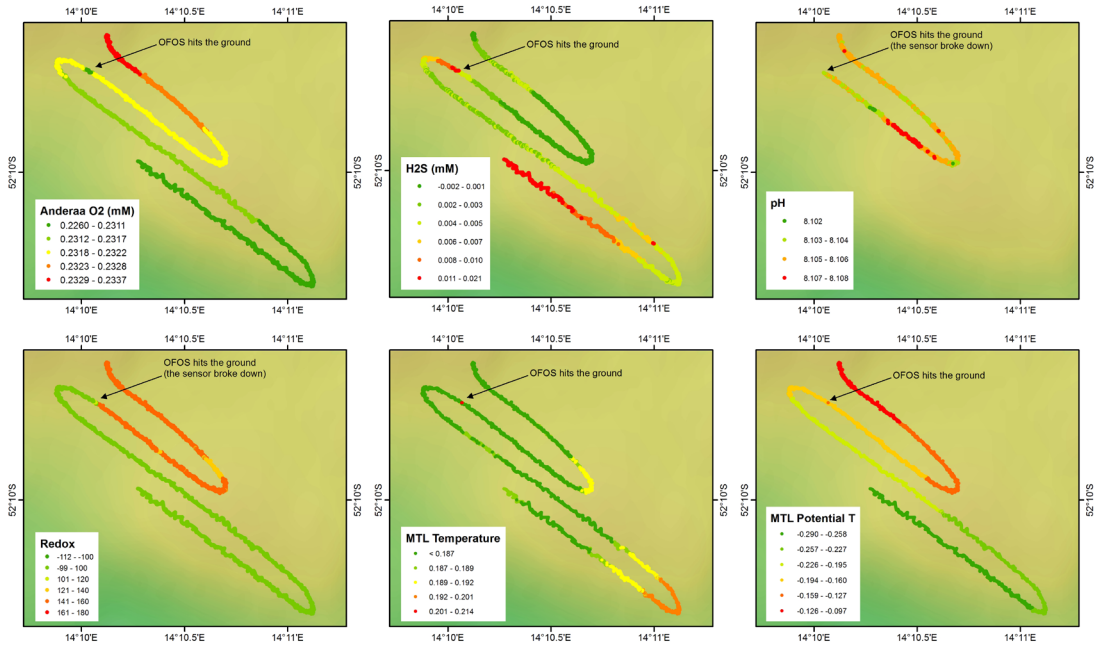 14°10'E 14°10.5'E 14°11'E
OFOS hits the ground
52°10'S
Anderaa O2 (mM)
0.2260 - 0.2311
0.2312 - 0.2317
0.2318 - 0.2322
0.2323 - 0.2328
0.2329 - 0.2337
14°10'E 14°10.5'E 14°11'E
14°10'E 14°10.5'E 14°11'E
OFOS hits the ground
52°10'S
52°10'S
H2S (mM)
-0.002 - 0.001
0.002 - 0.003
0.004 - 0.005
0.006 - 0.007
0.008 - 0.010
0.011 - 0.021
14°10'E 14°10.5'E 14°11'E
14°10'E 14°10.5'E 14°11'E
OFOS hits the ground
(the sensor broke down)
52°10'S
pH
8.102
8.103 - 8.104
8.105 - 8.106
8.107 - 8.108
14°10'E 14°10.5'E 14°11'E
14°10'E 14°10.5'E 14°11'E
OFOS hits the ground
(the sensor broke down)
52°10'S
Redox
-112 - -100
-99 - 100
101 - 120
121 - 140
141 - 160
161 - 180
14°10'E 14°10.5'E 14°11'E
14°10'E 14°10.5'E 14°11'E
OFOS hits the ground
52°10'S
52°10'S
MTL Temperature
< 0.187
0.187 - 0.189
0.189 - 0.192
0.192 - 0.201
0.201 - 0.214
14°10'E 14°10.5'E 14°11'E
14°10'E 14°10.5'E 14°11'E
OFOS hits the ground
52°10'S
MTL Potential T
-0.290 - -0.258
-0.257 - -0.227
-0.226 - -0.195
-0.194 - -0.160
-0.159 - -0.127
-0.126 - -0.097
14°10'E 14°10.5'E 14°11'E